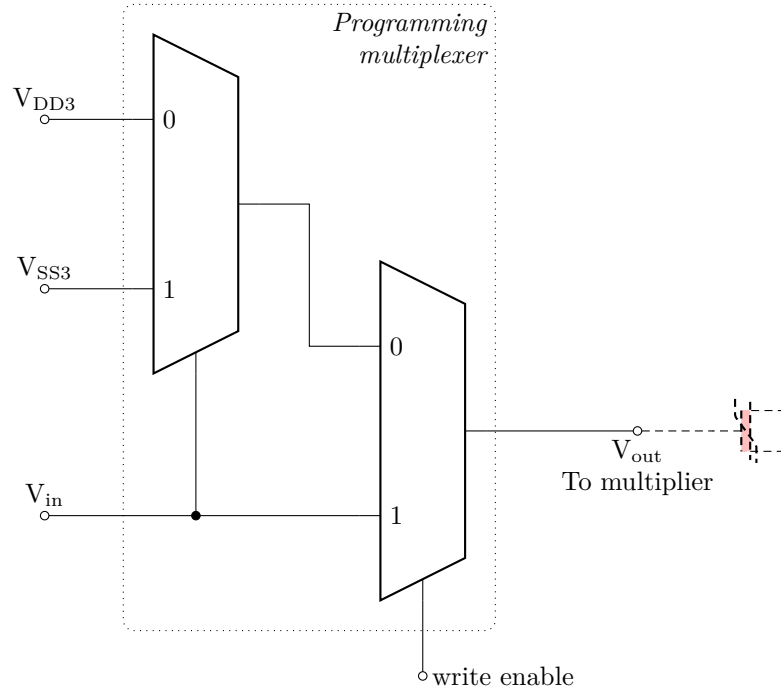 Programming
multiplexer
V_DD3
0
V_SS3
1
0
V_out
To multiplier
V_in
1
write enable